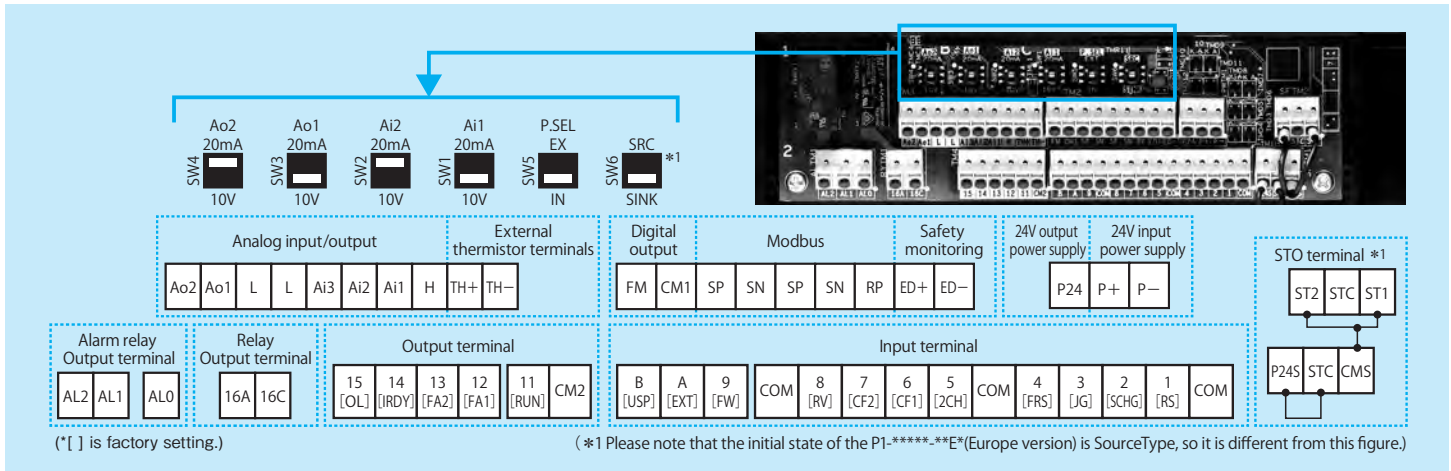 Ao2 Ao1 Ai2 Ai1 P.SEL
20mA 20mA 20mA 20mA EX SRC
SW4 SW3 SW2 SW1 SW5 SW6 *1
10V 10V 10V 10V IN SINK
1
2
AL2 AL1 AL0 16A 16C
Analog input/output
External
thermistor terminals
Ao2 Ao1 L L Ai3 Ai2 Ai1 H TH+ TH−
Digital
output
Modbus
Safety
monitoring
FM CM1 SP SN SP SN RP ED+ ED−
24V output
power supply
24V input
power supply
P24 P+ P−
STO terminal *1
ST2 STC ST1
P24S STC CMS
Alarm relay
Output terminal
AL2 AL1 AL0
Relay
Output terminal
16A 16C
Output terminal
15 14 13 12 11 CM2
[OL] [IRDY] [FA2] [FA1] [RUN]
Input terminal
B A 9 COM 8 7 6 5 COM 4 3 2 1 COM
[USP] [EXT] [FW] [RV] [CF2] [CF1] [2CH] [FRS] [JG] [SCHG] [RS]
(*[ ] is factory setting.)
(*1 Please note that the initial state of the P1-*****-**E*(Europe version) is SourceType, so it is different from this figure.)